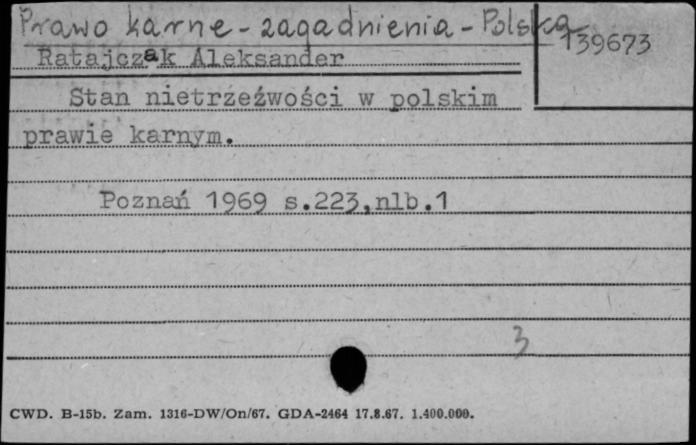 Prawo karne - zagadnienia - Polska
139673
Ratajczak Aleksander
Stan nietrzeźwości w polskim
prawie karnym.
Poznań 1969 s.223,nlb.1
3
CWD. B-15b. Zam. 1316-DW/On/67. GDA-2464 17.8.67. 1.400.000.